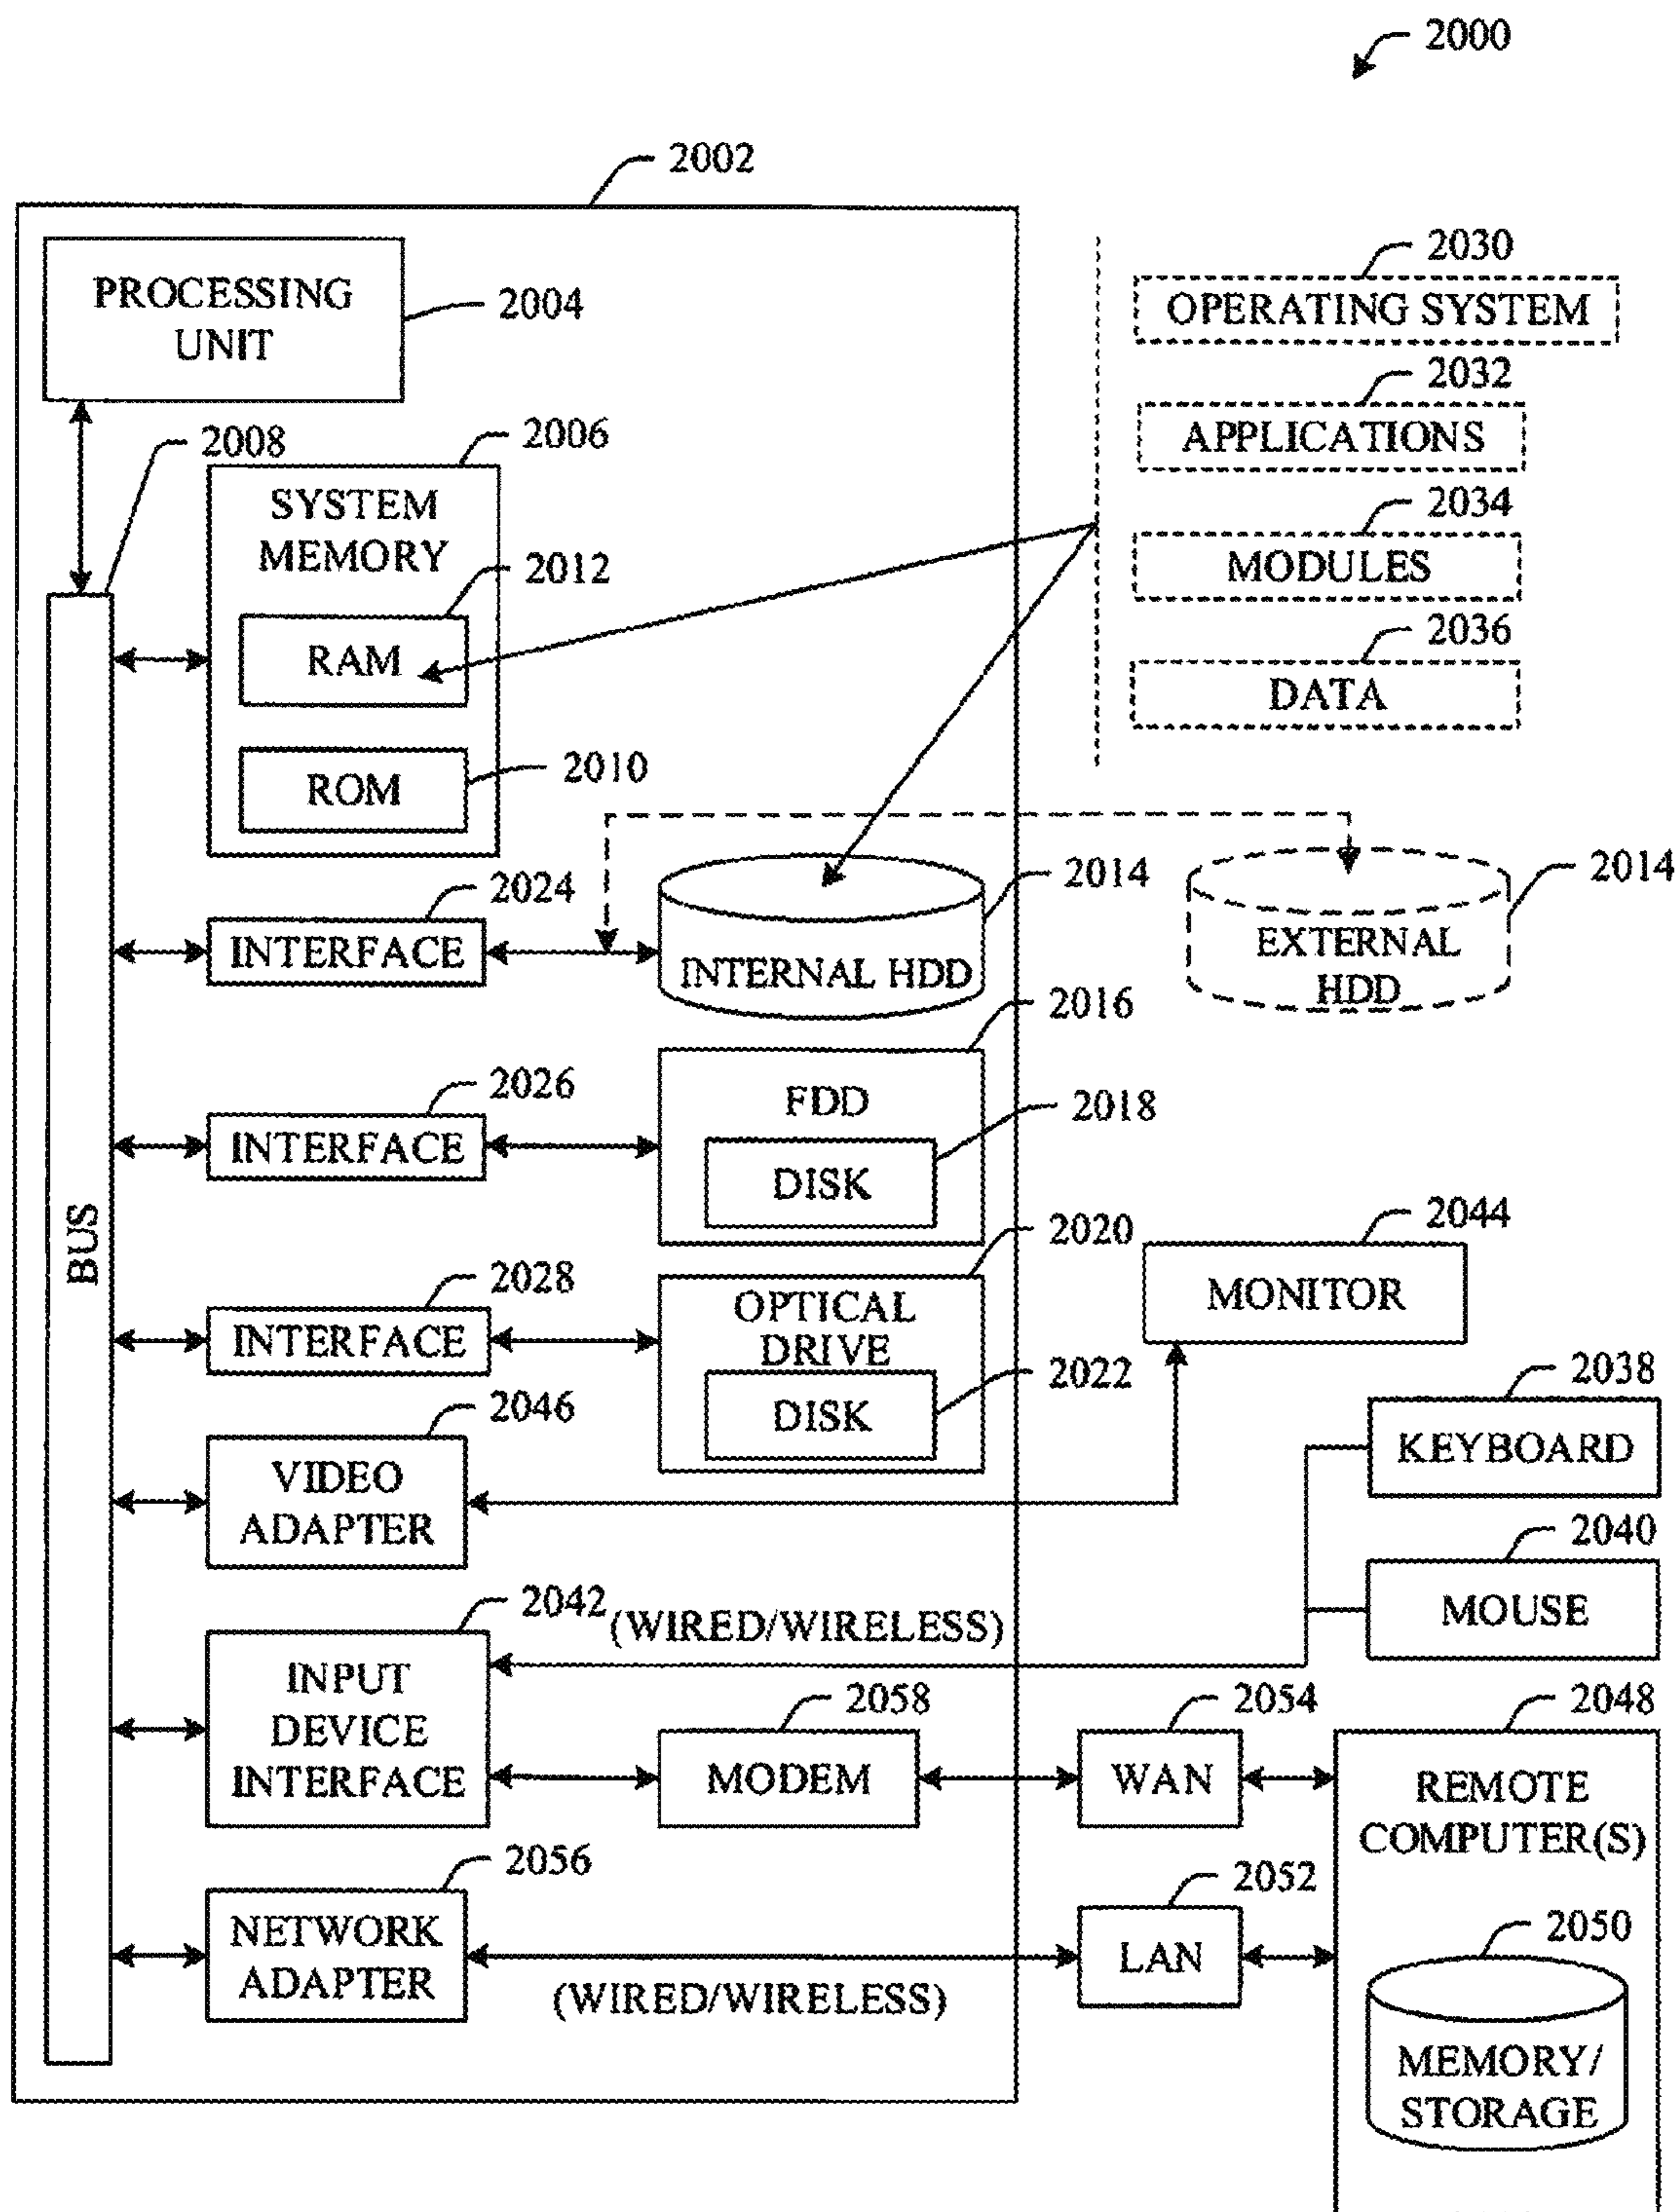 2000
2002
PROCESSING
UNIT
2004
2030
OPERATING SYSTEM
2032
APPLICATIONS
2034
MODULES
2036
DATA
2008
2006
SYSTEM
MEMORY
2012
RAM
2010
ROM
2024
INTERFACE
2014
INTERNAL HDD
2014
EXTERNAL
HDD
2016
2026
INTERFACE
FDD
2018
DISK
BUS
2020
2028
INTERFACE
OPTICAL
DRIVE
2022
DISK
2044
MONITOR
2046
VIDEO
ADAPTER
2038
KEYBOARD
2040
MOUSE
2042
(WIRED/WIRELESS)
INPUT
DEVICE
INTERFACE
2058
MODEM
2054
WAN
2048
REMOTE
COMPUTER(S)
2056
NETWORK
ADAPTER
(WIRED/WIRELESS)
2052
LAN
2050
MEMORY/
STORAGE